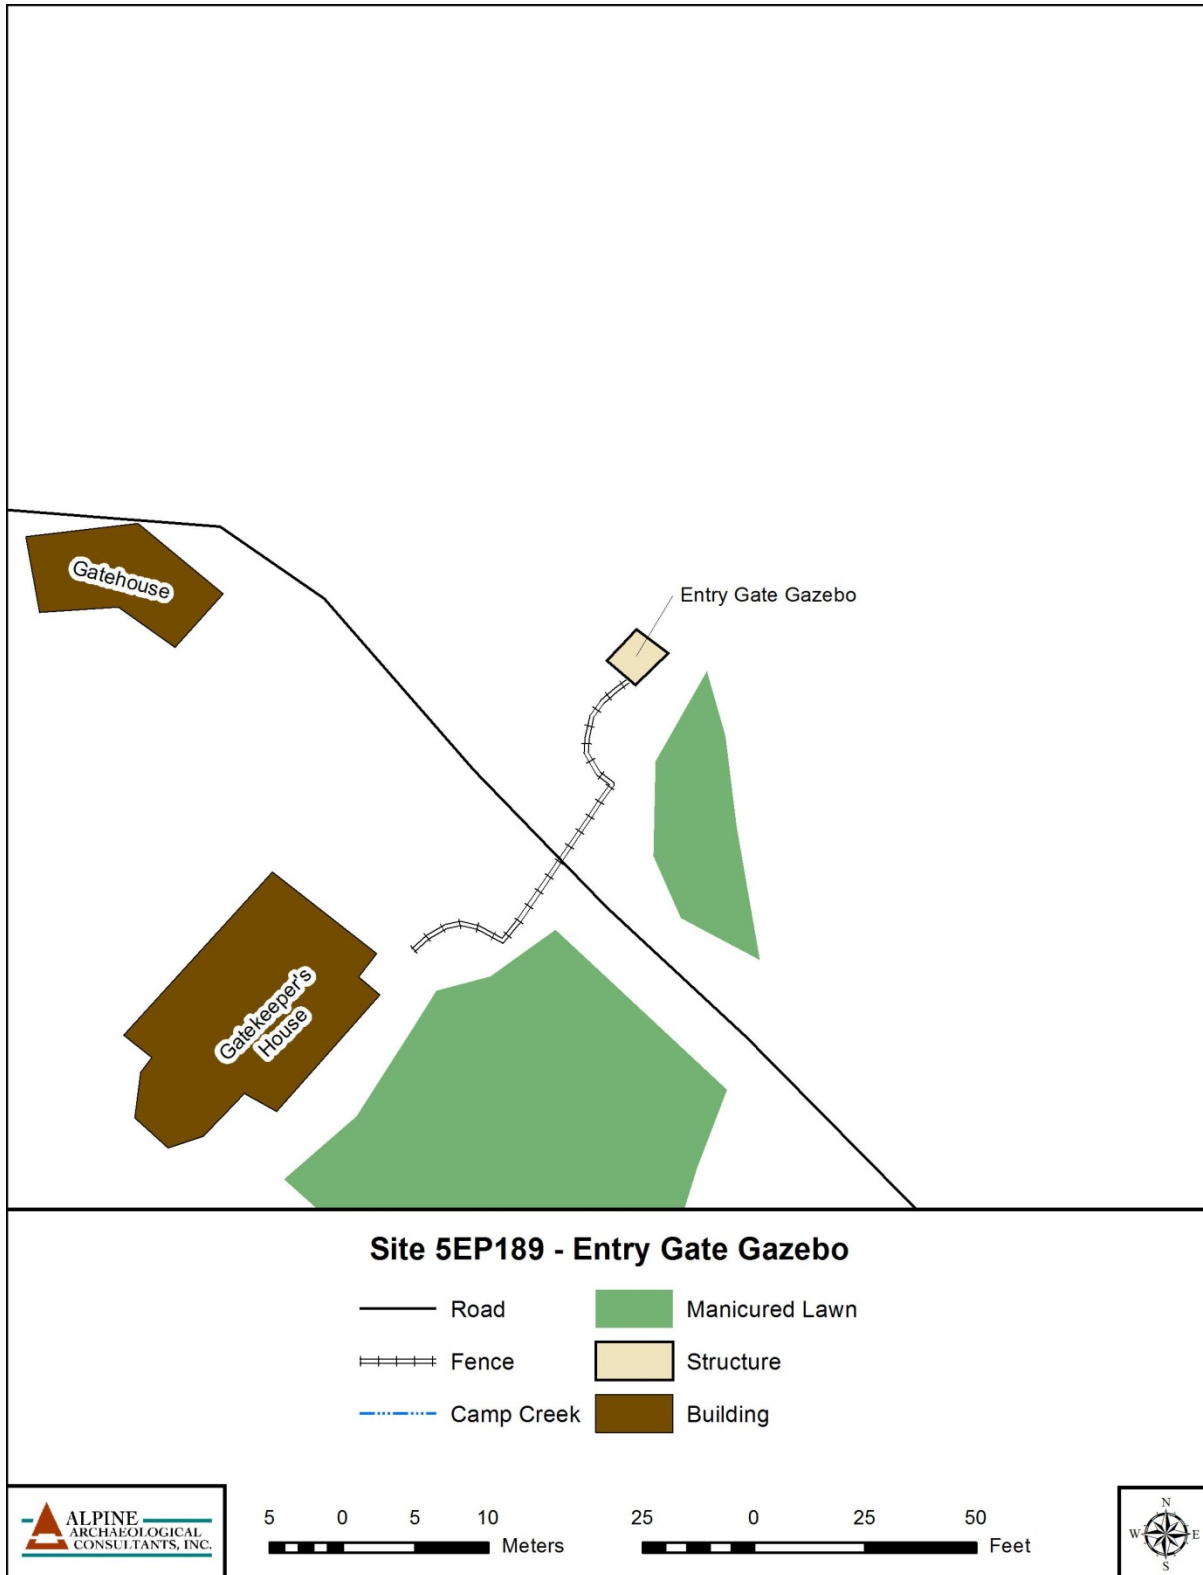 Gatehouse
Entry Gate Gazebo
Gatekeeper's
House
Site 5EP189 - Entry Gate Gazebo
Road
Manicured Lawn
Fence
Structure
Camp Creek
Building
ALPINE
ARCHAEOLOGICAL
CONSULTANTS, INC.
5 0 5 10
Meters
25 0 25 50
Feet
N
W E
S